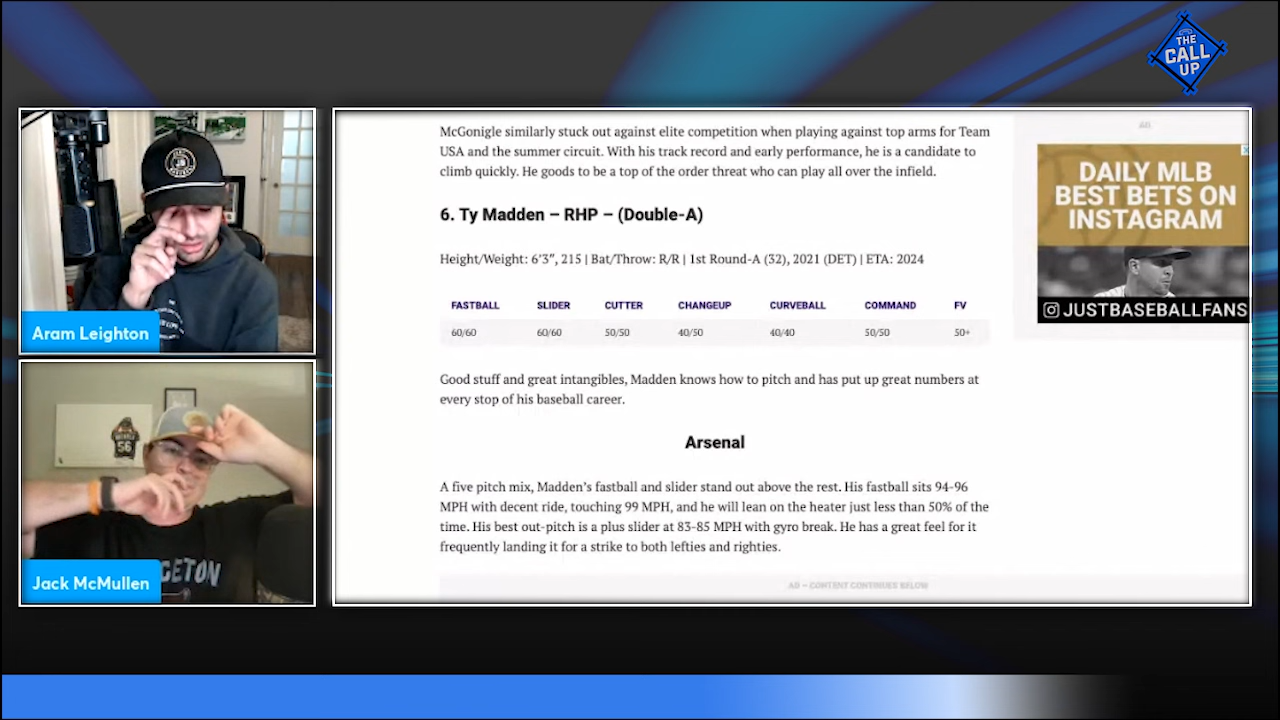 THE
CALL
UP
Aram Leighton
56
Jack McMullen
McGonigle similarly stuck out against elite competition when playing against top arms for Team
USA and the summer circuit. With his track record and early performance, he is a candidate to
climb quickly. He goods to be a top of the order threat who can play all over the infield.
6. Ty Madden – RHP – (Double-A)
Height/Weight: 6'3", 215 | Bat/Throw: R/R | 1st Round-A (32), 2021 (DET) | ETA: 2024
FASTBALL SLIDER CUTTER CHANGEUP CURVEBALL COMMAND FV
60/60 60/60 50/50 40/50 40/40 50/50 50+
Good stuff and great intangibles, Madden knows how to pitch and has put up great numbers at
every stop of his baseball career.
Arsenal
A five pitch mix, Madden's fastball and slider stand out above the rest. His fastball sits 94-96
MPH with decent ride, touching 99 MPH, and he will lean on the heater just less than 50% of the
time. His best out-pitch is a plus slider at 83-85 MPH with gyro break. He has a great feel for it
frequently landing it for a strike to both lefties and righties.
AD – CONTENT CONTINUES BELOW
AD
DAILY MLB
BEST BETS ON
INSTAGRAM
JUSTBASEBALLFANS